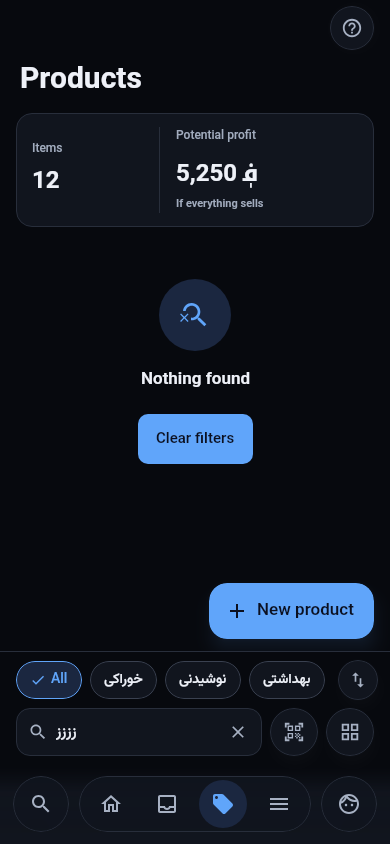 Products
Items
12
Potential profit
5,250 ؋
If everything sells
Nothing found
Clear filters
New product
All
خوراکی
نوشیدنی
بهداشتی
زززز